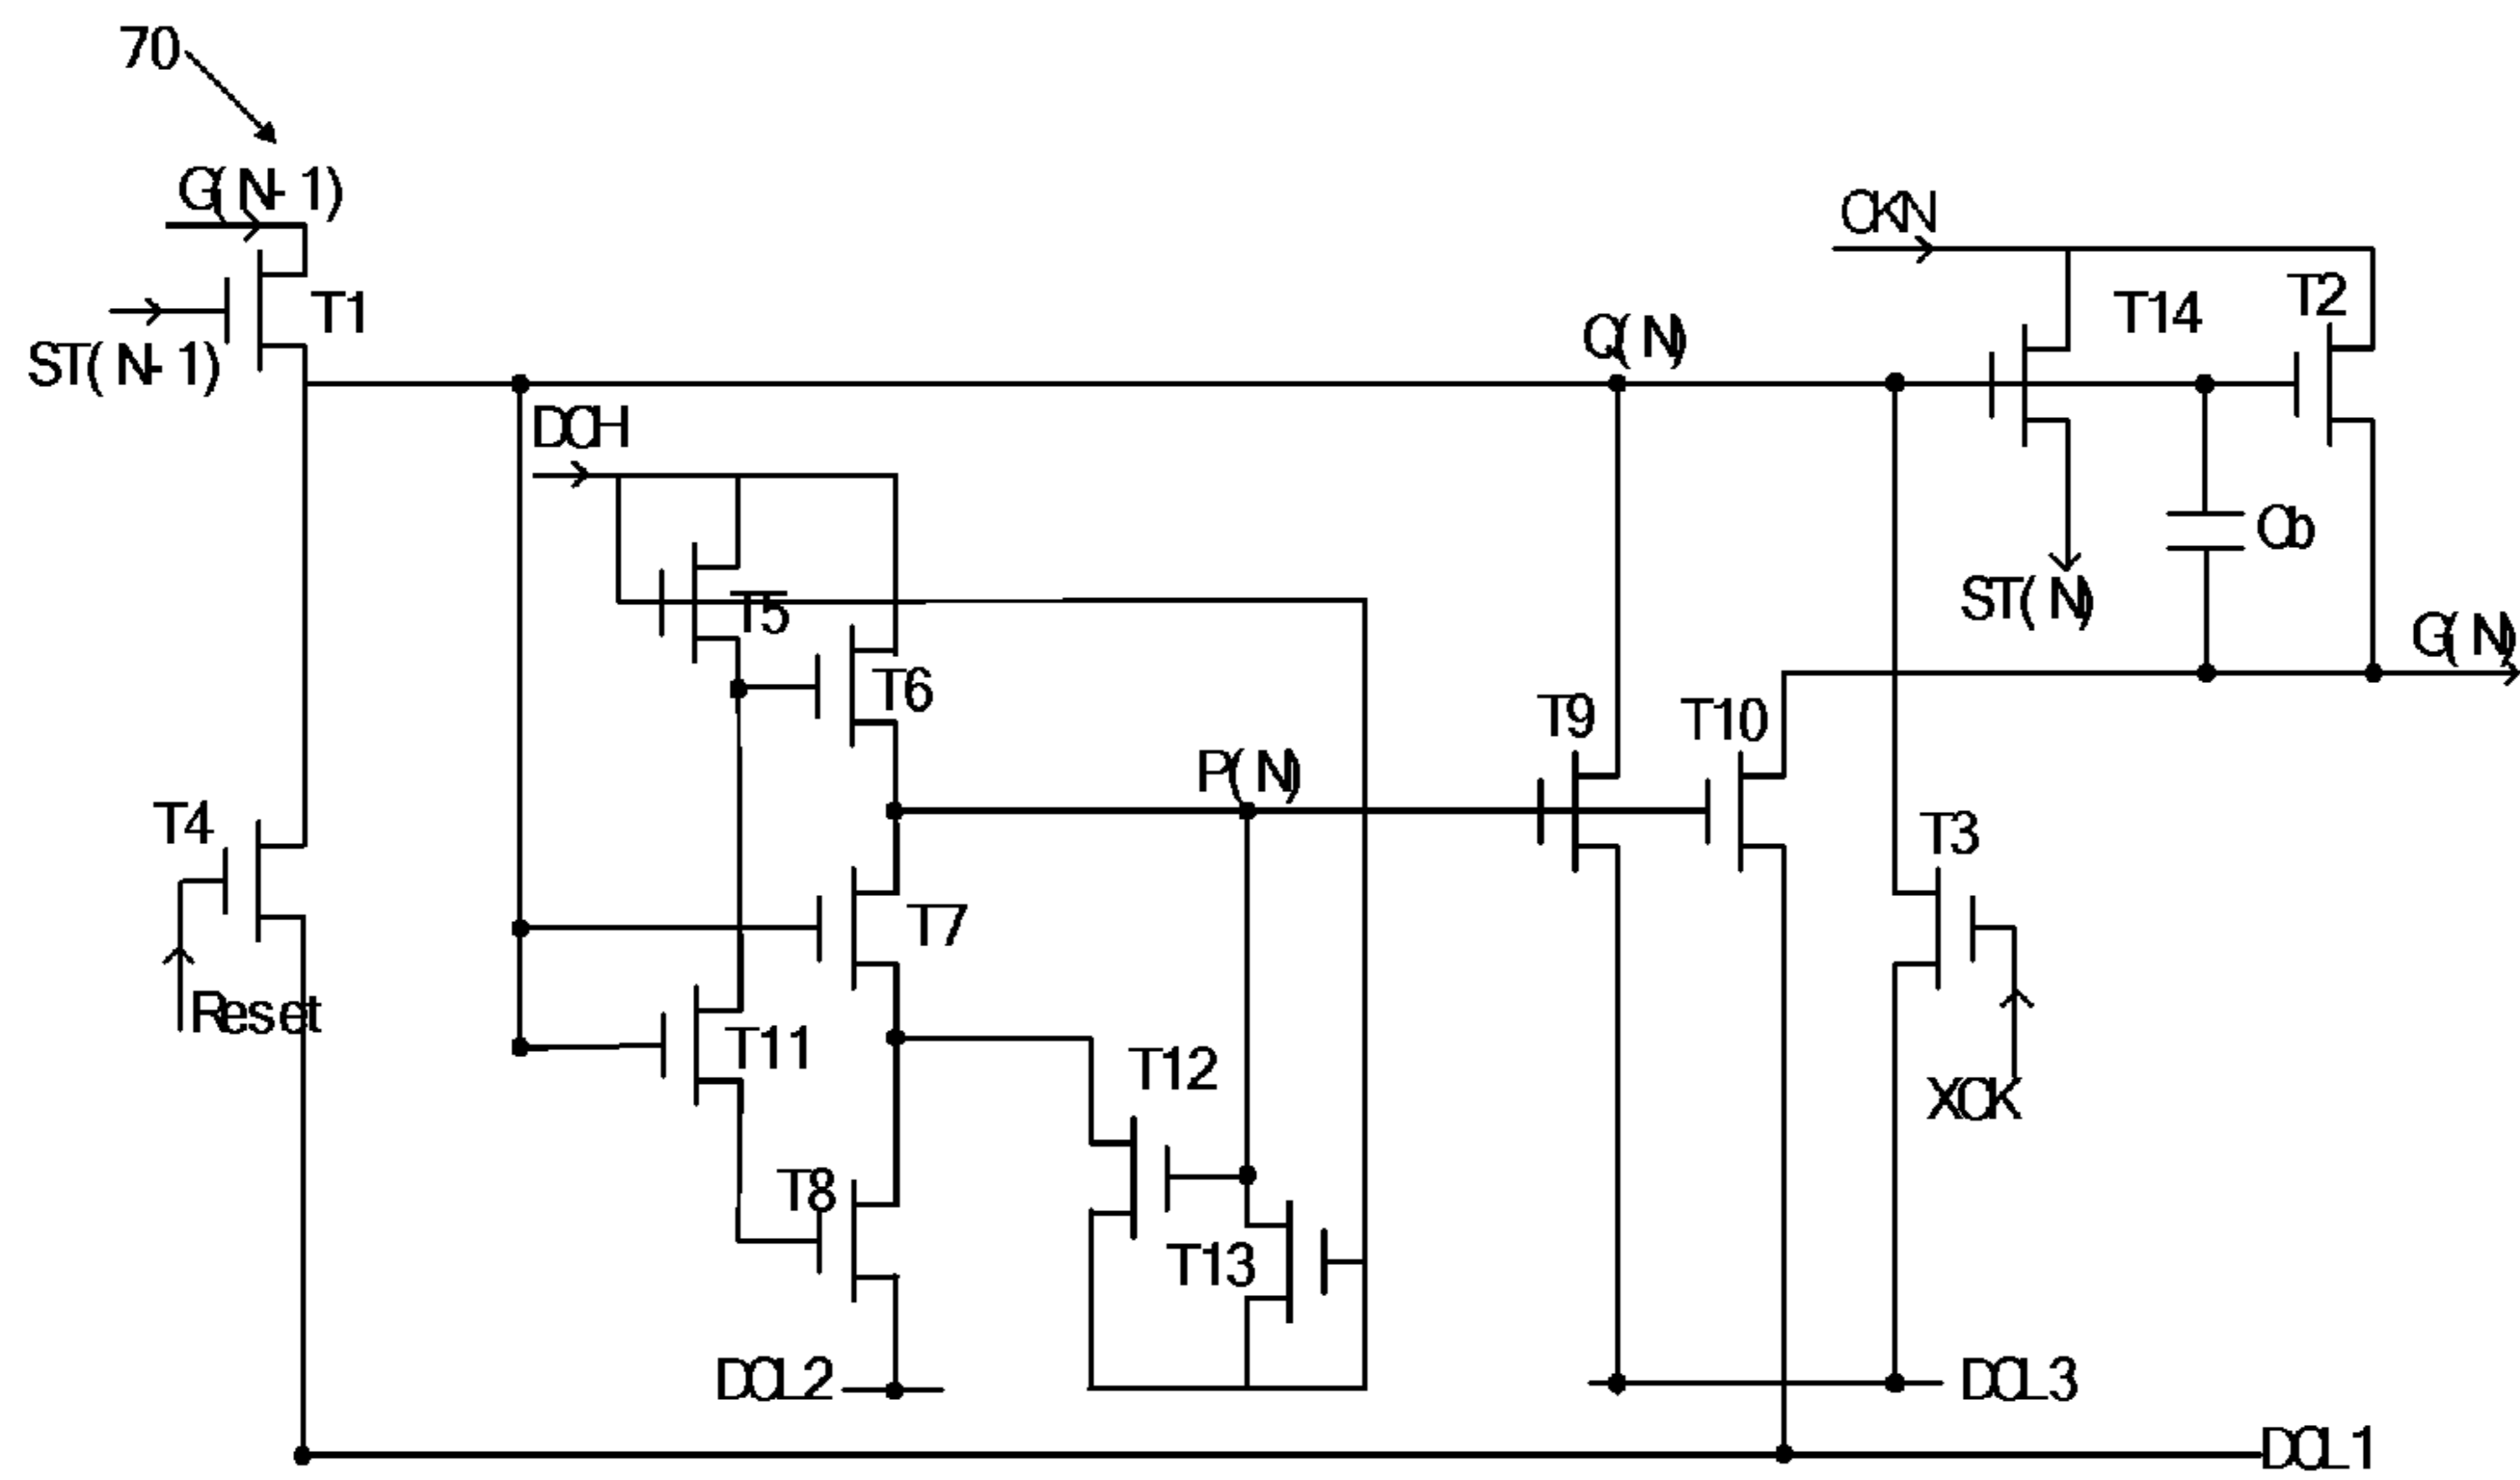 70
G(N-1)
CKN
T14
T2
T1
Q(N)
ST(N-1)
DCH
Cb
T5
ST(N)
G(N)
T6
T9
T10
P(N)
T4
T3
T7
Reset
T11
T12
XCK
T8
T13
DCL2
DCL3
DCL1